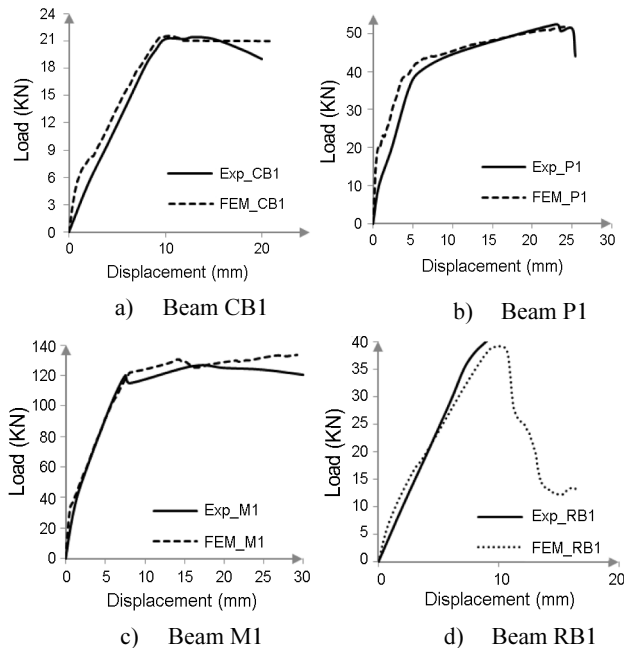 24
21
18
15
12
9
6
3
0
Load (KN)
Exp_CB1
FEM_CB1
0 10 20
Displacement (mm)
a) Beam CB1
50
40
30
20
10
0
Load (KN)
Exp_P1
FEM_P1
0 5 10 15 20 25 30
Displacement (mm)
b) Beam P1
140
120
100
80
60
40
20
0
Load (KN)
Exp_M1
FEM_M1
0 5 10 15 20 25 30
Displacement (mm)
c) Beam M1
40
35
30
25
20
15
10
5
0
Load (KN)
Exp_RB1
FEM_RB1
0 10 20
Displacement (mm)
d) Beam RB1